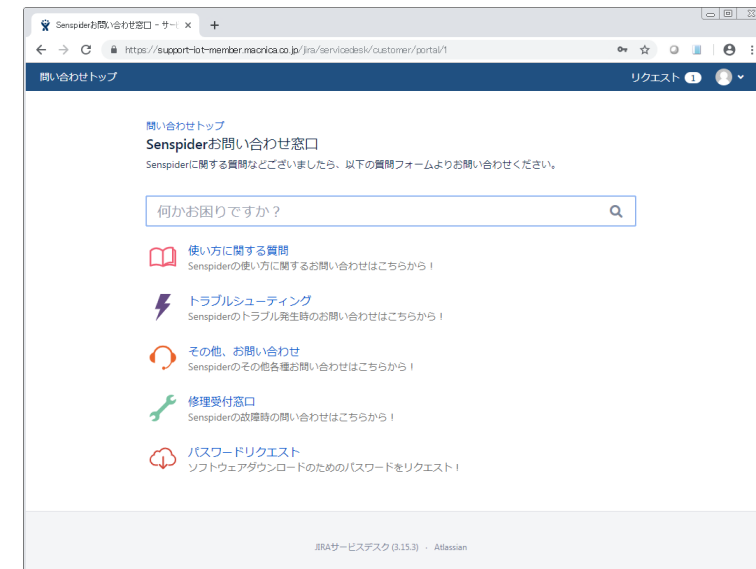 Senspiderお問い合わせ窓口 - サー
https://support-iot-member.macnica.co.jp/jira/servicedesk/customer/portal/1
問い合わせトップ
リクエスト 1
問い合わせトップ
Senspiderお問い合わせ窓口
Senspiderに関する質問などございましたら、以下の質問フォームよりお問い合わせください。
何かお困りですか？
使い方に関する質問
Senspiderの使い方に関するお問い合わせはこちらから！
トラブルシューティング
Senspiderのトラブル発生時のお問い合わせはこちらから！
その他、お問い合わせ
Senspiderのその他各種お問い合わせはこちらから！
修理受付窓口
Senspiderの故障時の問い合わせはこちらから！
パスワードリクエスト
ソフトウェアダウンロードのためのパスワードをリクエスト！
JIRAサービスデスク (3.15.3) · Atlassian